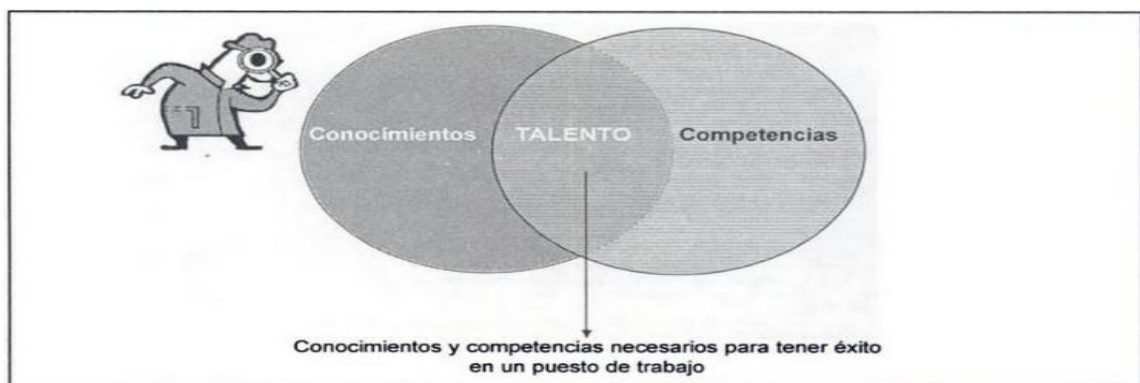 Conocimientos
TALENTO
Competencias
Conocimientos y competencias necesarios para tener éxito
en un puesto de trabajo